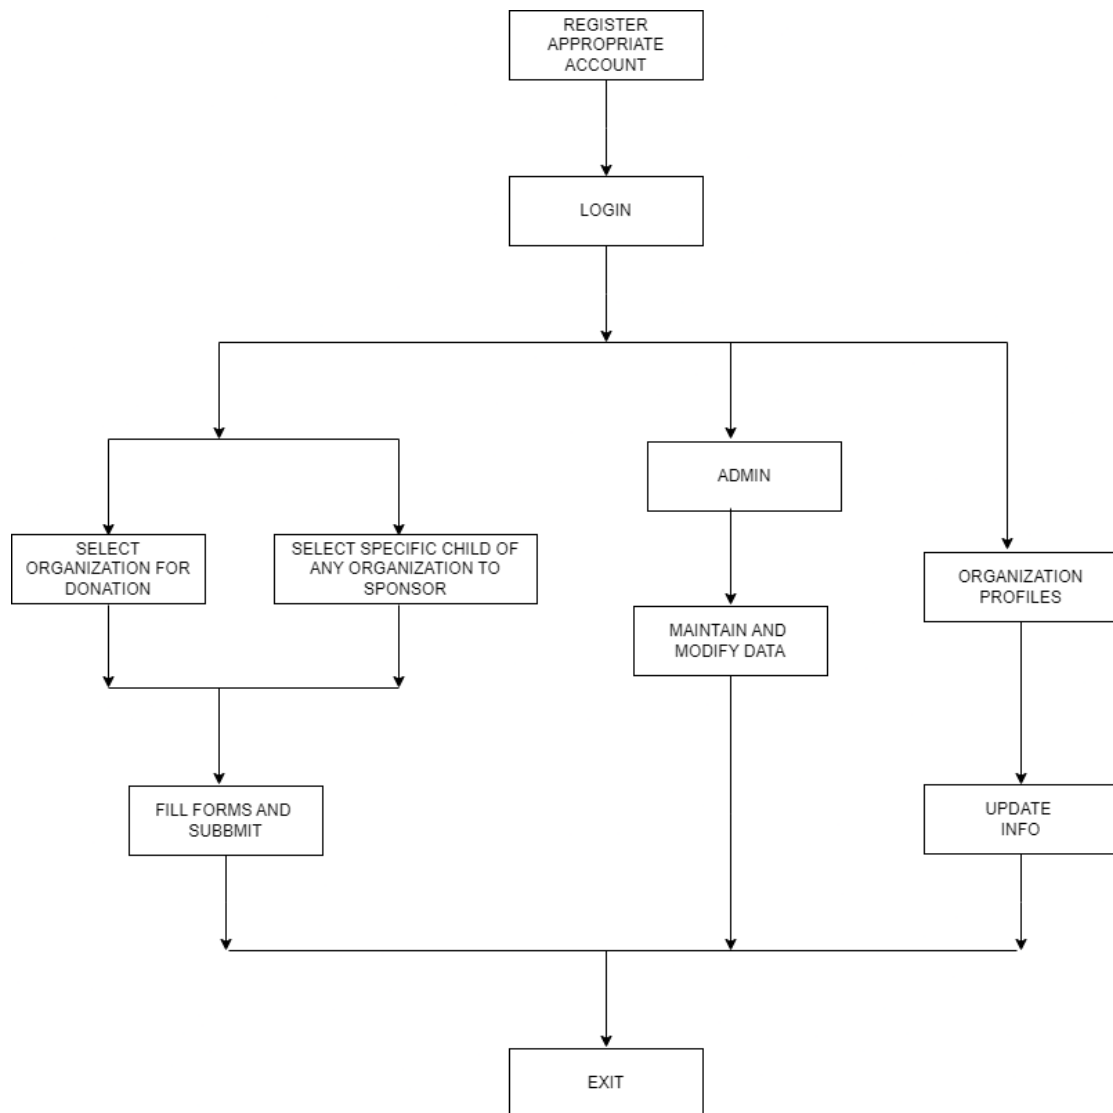 REGISTER
APPROPRIATE
ACCOUNT
LOGIN
ADMIN
SELECT
ORGANIZATION FOR
DONATION
SELECT SPECIFIC CHILD OF
ANY ORGANIZATION TO
SPONSOR
ORGANIZATION
PROFILES
MAINTAIN AND
MODIFY DATA
FILL FORMS AND
SUBBMIT
UPDATE
INFO
EXIT